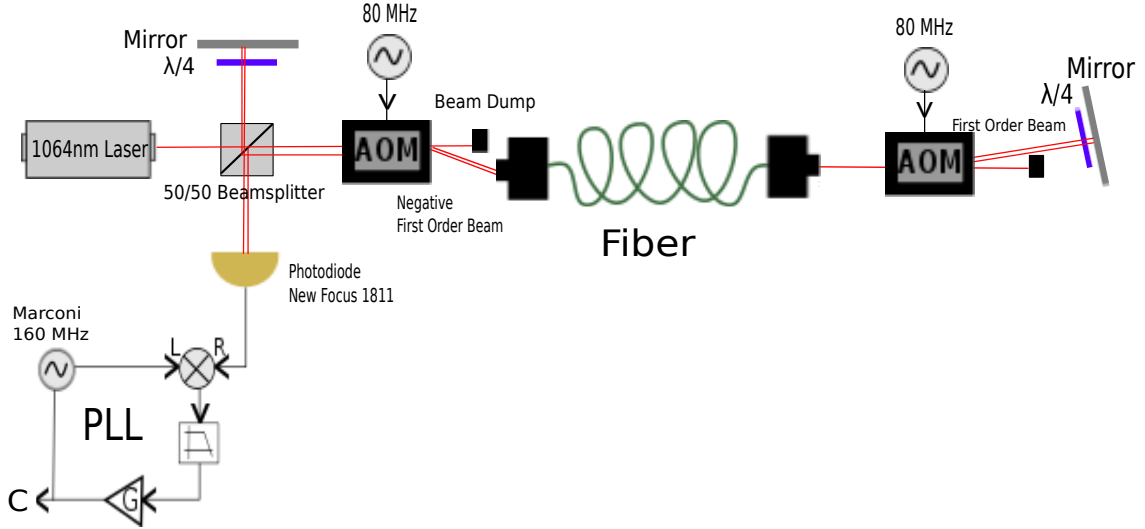 80 MHz
80 MHz
Mirror
λ/4
Mirror
λ/4
Beam Dump
First Order Beam
1064nm Laser
AOM
AOM
50/50 Beamsplitter
Negative
First Order Beam
Fiber
Photodiode
New Focus 1811
Marconi
160 MHz
L
R
PLL
G
C